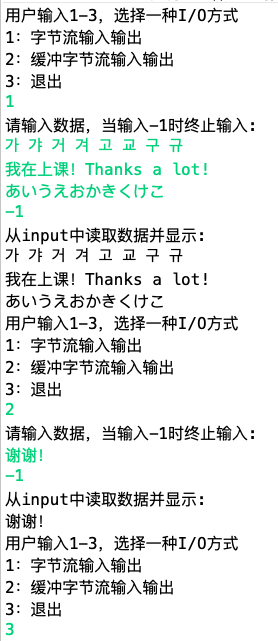 用户输入1-3，选择一种I/O方式
1：字节流输入输出
2：缓冲字节流输入输出
3：退出
1
请输入数据，当输入-1时终止输入：
가 갸 거 겨 고 교 구 규
我在上课！Thanks a lot!
あいうえおかきくけこ
-1
从input中读取数据并显示：
가 갸 거 겨 고 교 구 규
我在上课！Thanks a lot!
あいうえおかきくけこ
用户输入1-3，选择一种I/O方式
1：字节流输入输出
2：缓冲字节流输入输出
3：退出
2
请输入数据，当输入-1时终止输入：
谢谢！
-1
从input中读取数据并显示：
谢谢！
用户输入1-3，选择一种I/O方式
1：字节流输入输出
2：缓冲字节流输入输出
3：退出
3